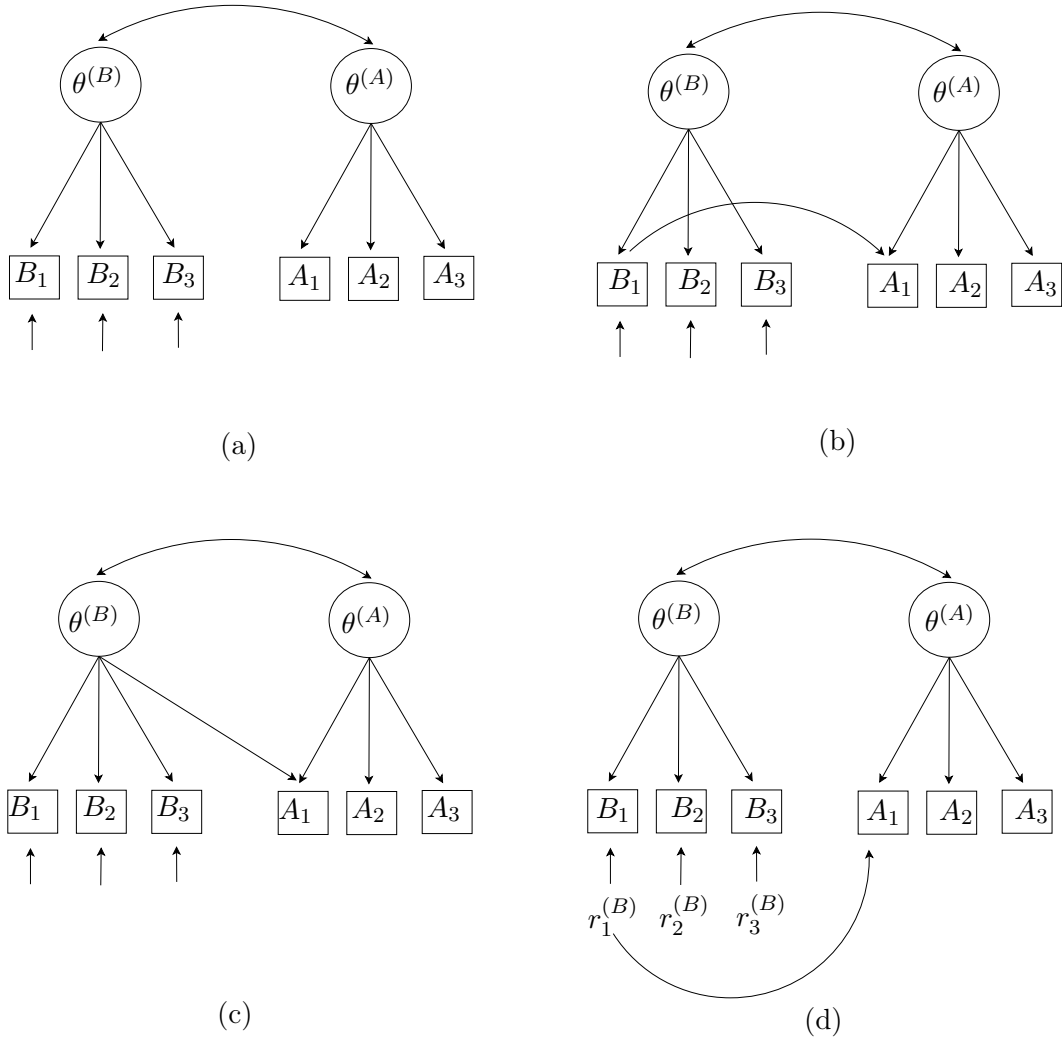 θ^(B) θ^(A)
B_1 B_2 B_3 A_1 A_2 A_3
(a)
θ^(B) θ^(A)
B_1 B_2 B_3 A_1 A_2 A_3
(b)
θ^(B) θ^(A)
B_1 B_2 B_3 A_1 A_2 A_3
(c)
θ^(B) θ^(A)
B_1 B_2 B_3 A_1 A_2 A_3
r_1^(B) r_2^(B) r_3^(B)
(d)